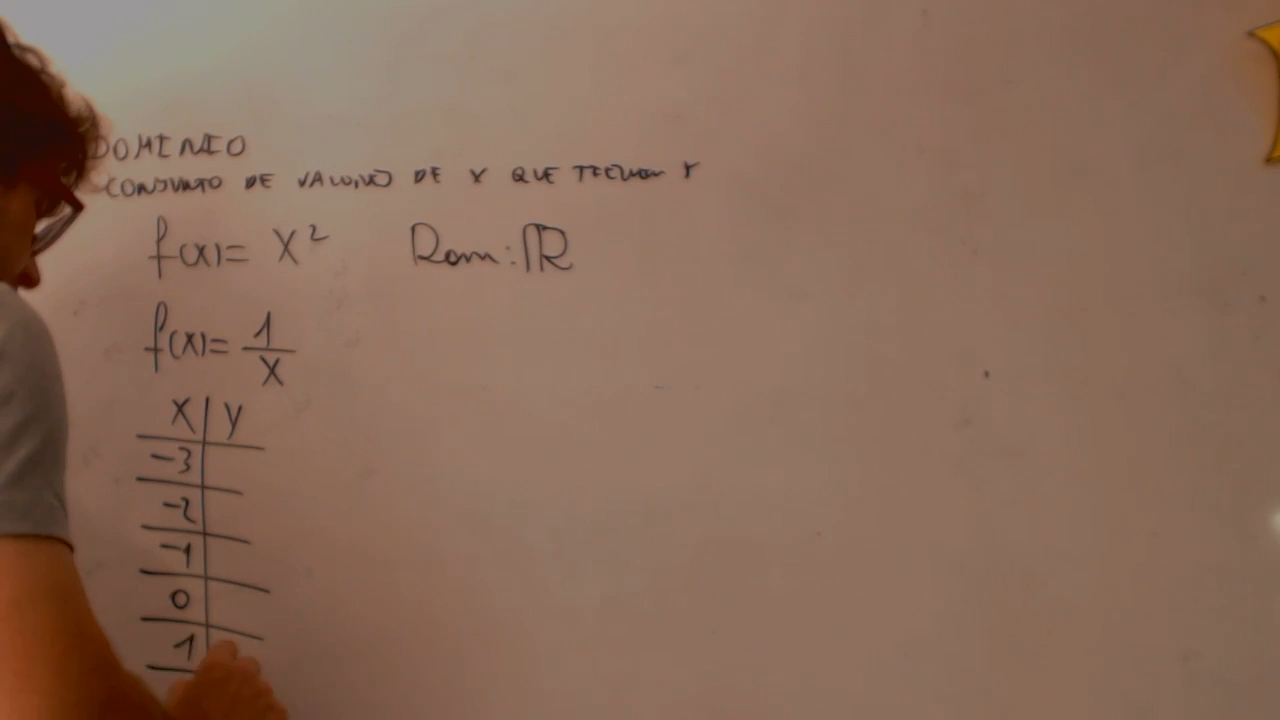 DOMINIO
CONJUNTO DE VALORES DE X QUE TIENEN Y
f(x)= x² Dom: ℝ
f(x)= 1/x
x y
-3
-2
-1
0
1